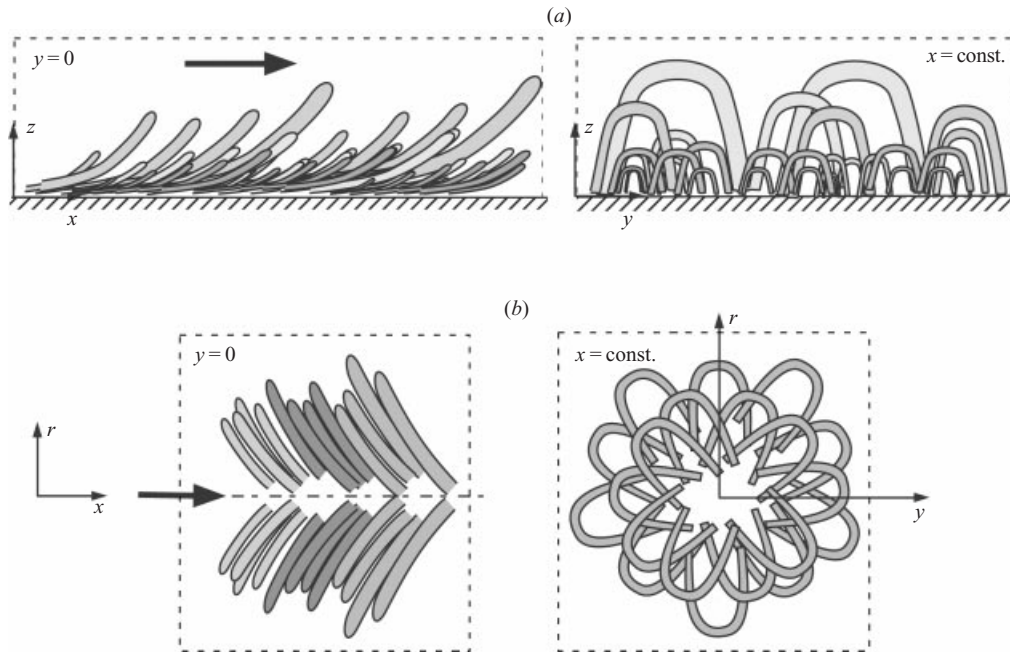 (a)
y = 0
x = const.
z
z
x
y
(b)
r
y = 0
x = const.
r
x
y